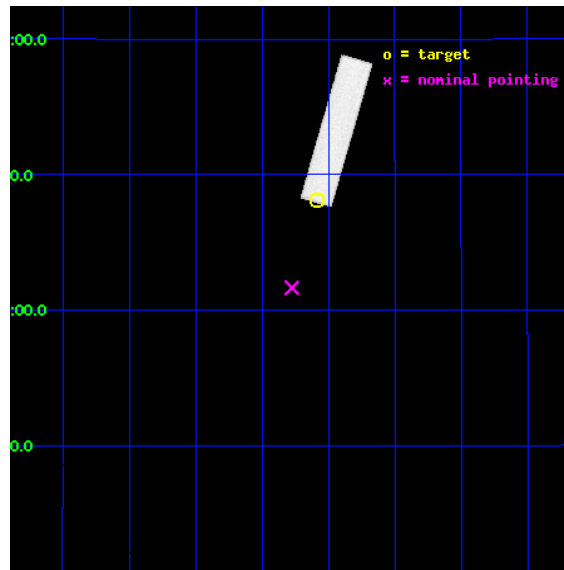 :00.0
o = target
x = nominal pointing
0.0
:00.0
0.0